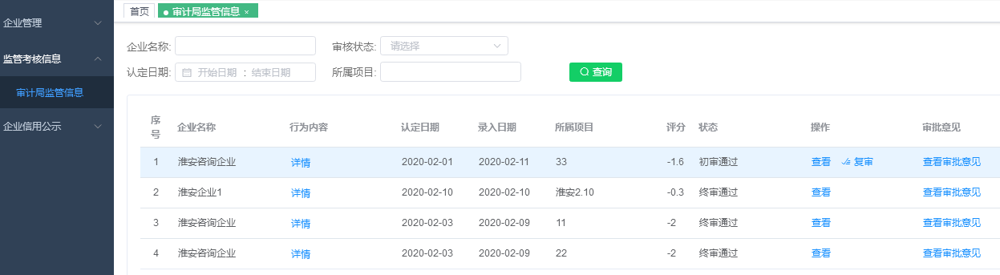 首页 审计局监管信息 ×
企业管理
监管考核信息
审计局监管信息
企业信用公示
企业名称: 审核状态: 请选择
认定日期: 开始日期 : 结束日期 所属项目: 查询
序号 企业名称 行为内容 认定日期 录入日期 所属项目 评分 状态 操作 审批意见
1 淮安咨询企业 详情 2020-02-01 2020-02-11 33 -1.6 初审通过 查看 复审 查看审批意见
2 淮安企业1 详情 2020-02-10 2020-02-10 淮安2.10 -0.3 终审通过 查看 查看审批意见
3 淮安咨询企业 详情 2020-02-03 2020-02-09 11 -2 终审通过 查看 查看审批意见
4 淮安咨询企业 详情 2020-02-03 2020-02-09 22 -2 终审通过 查看 查看审批意见